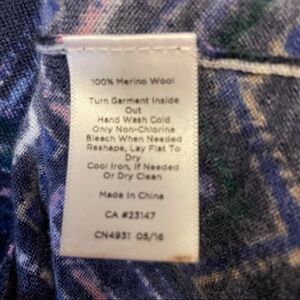 100% Merino Wool
Turn Garment Inside
Out
Hand Wash Cold
Only Non-Chlorine
Bleach When Needed
Reshape, Lay Flat To
Dry
Cool Iron, If Needed
Or Dry Clean
Made In China
CA #23147
CN4931 05/16